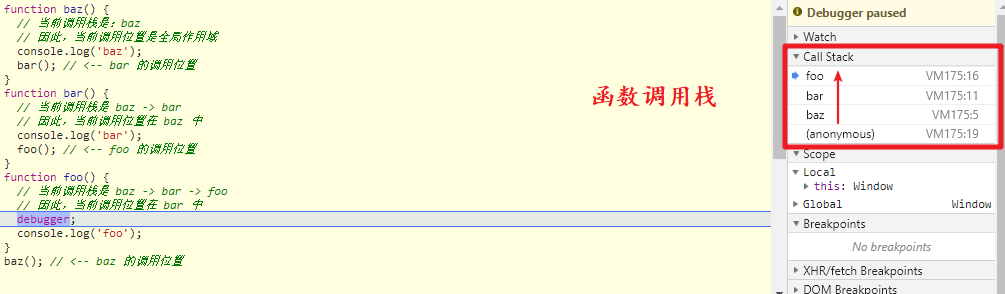 function baz() {
// 当前调用栈是：baz
// 因此，当前调用位置是全局作用域
console.log('baz');
bar(); // <-- bar 的调用位置
}
function bar() {
// 当前调用栈是 baz -> bar
// 因此，当前调用位置在 baz 中
console.log('bar');
foo(); // <-- foo 的调用位置
}
function foo() {
// 当前调用栈是 baz -> bar -> foo
// 因此，当前调用位置在 bar 中
debugger;
console.log('foo');
}
baz(); // <-- baz 的调用位置
函数调用栈
Debugger paused
Watch
Call Stack
foo VM175:16
bar VM175:11
baz VM175:5
(anonymous) VM175:19
Scope
Local
this: Window
Global Window
Breakpoints
No breakpoints
XHR/fetch Breakpoints
DOM Breakpoints